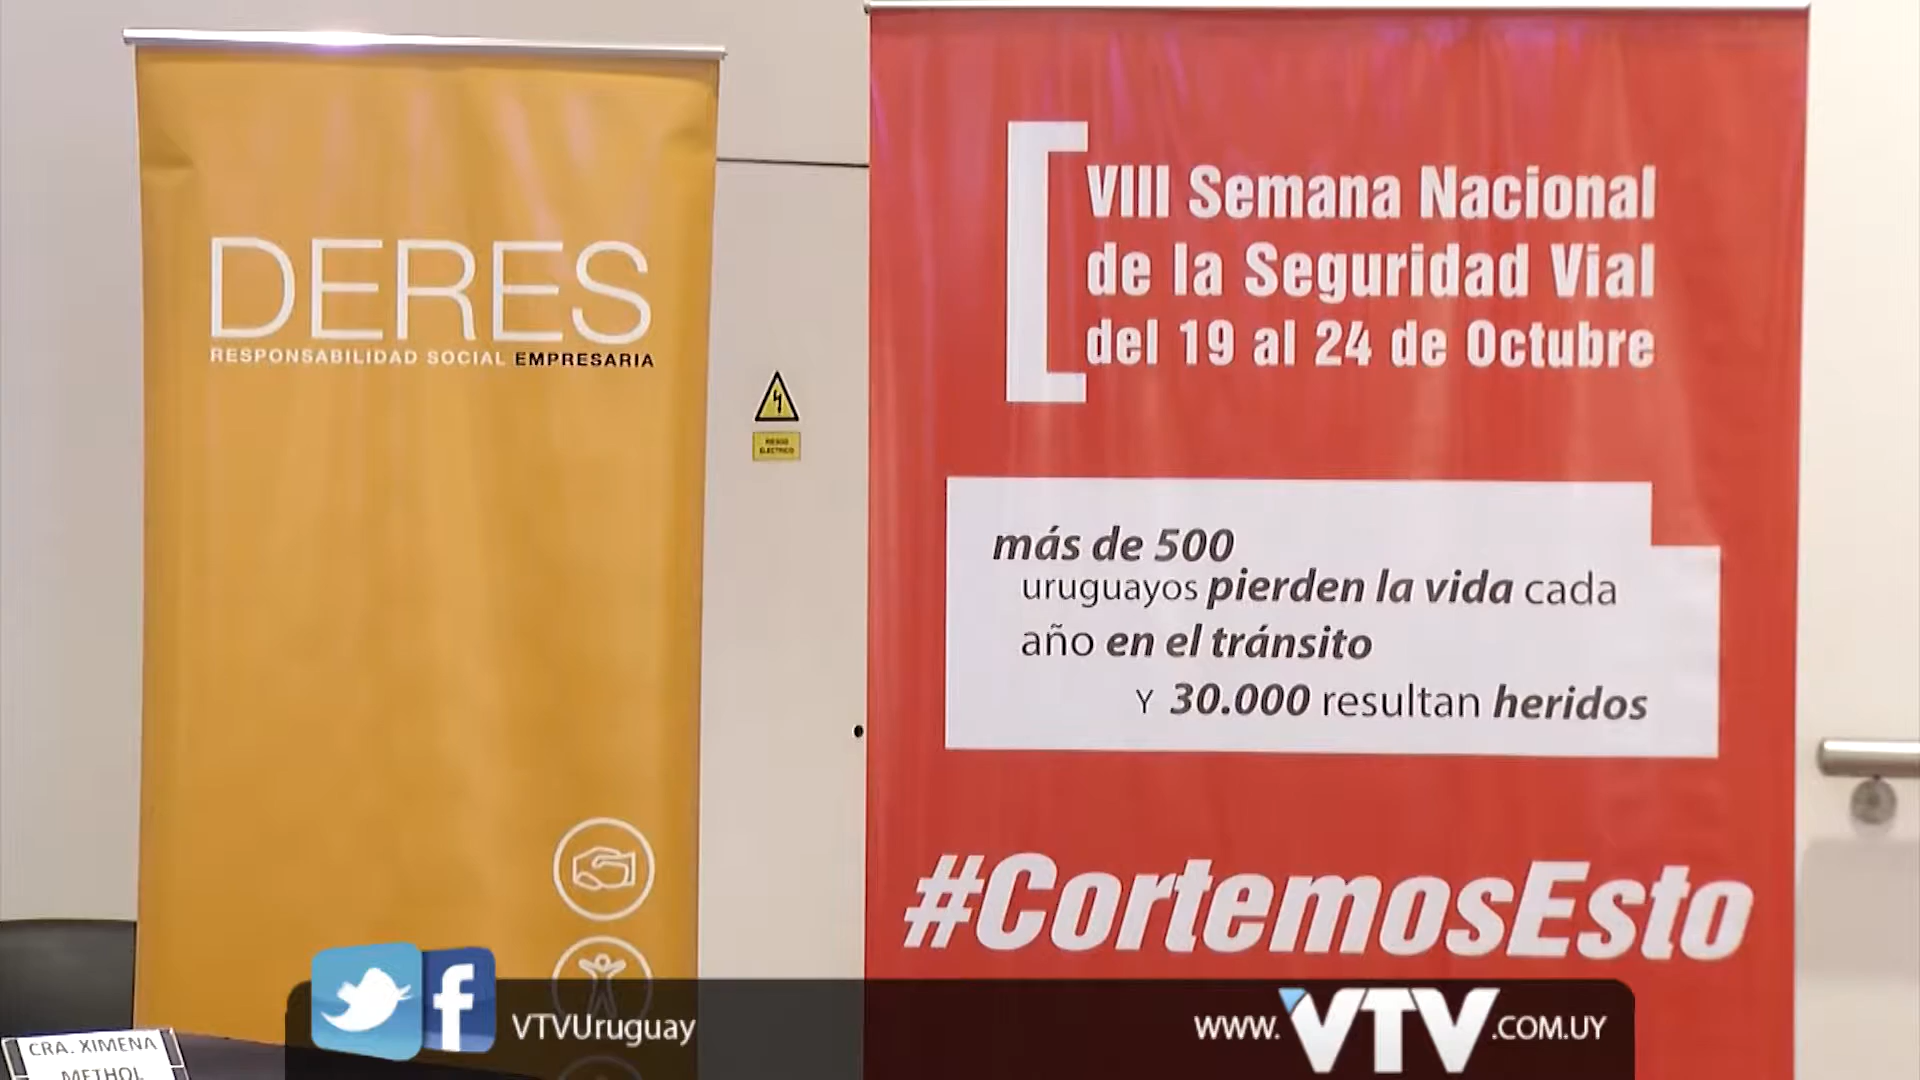 DERES
RESPONSABILIDAD SOCIAL EMPRESARIA
RIESGO
ELÉCTRICO
VIII Semana Nacional
de la Seguridad Vial
del 19 al 24 de Octubre
más de 500
uruguayos pierden la vida cada
año en el tránsito
Y 30.000 resultan heridos
#CortemosEsto
CRA. XIMENA
METHOL
VTVUruguay
www.VTV.COM.UY